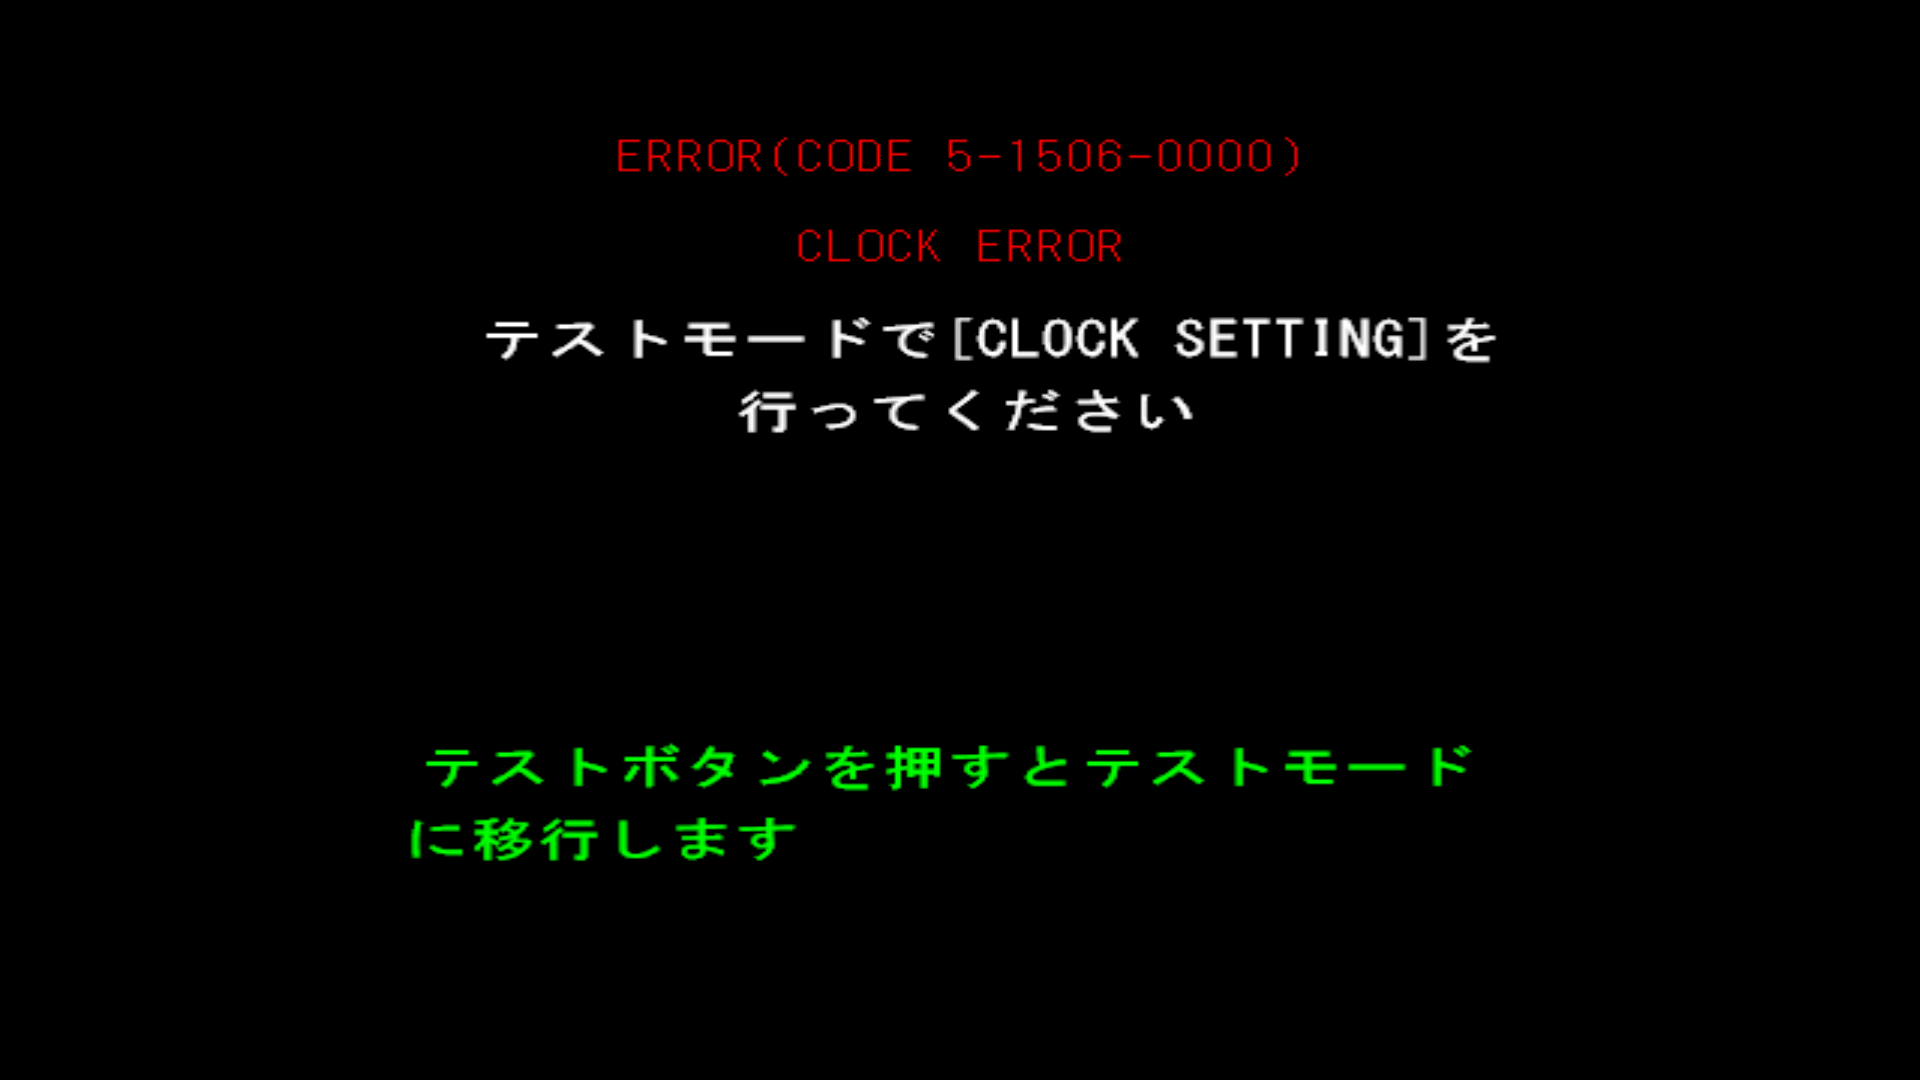 ERROR(CODE 5-1506-0000)
CLOCK ERROR
テストモードで[CLOCK SETTING]を
行ってください
テストボタンを押すとテストモード
に移行します